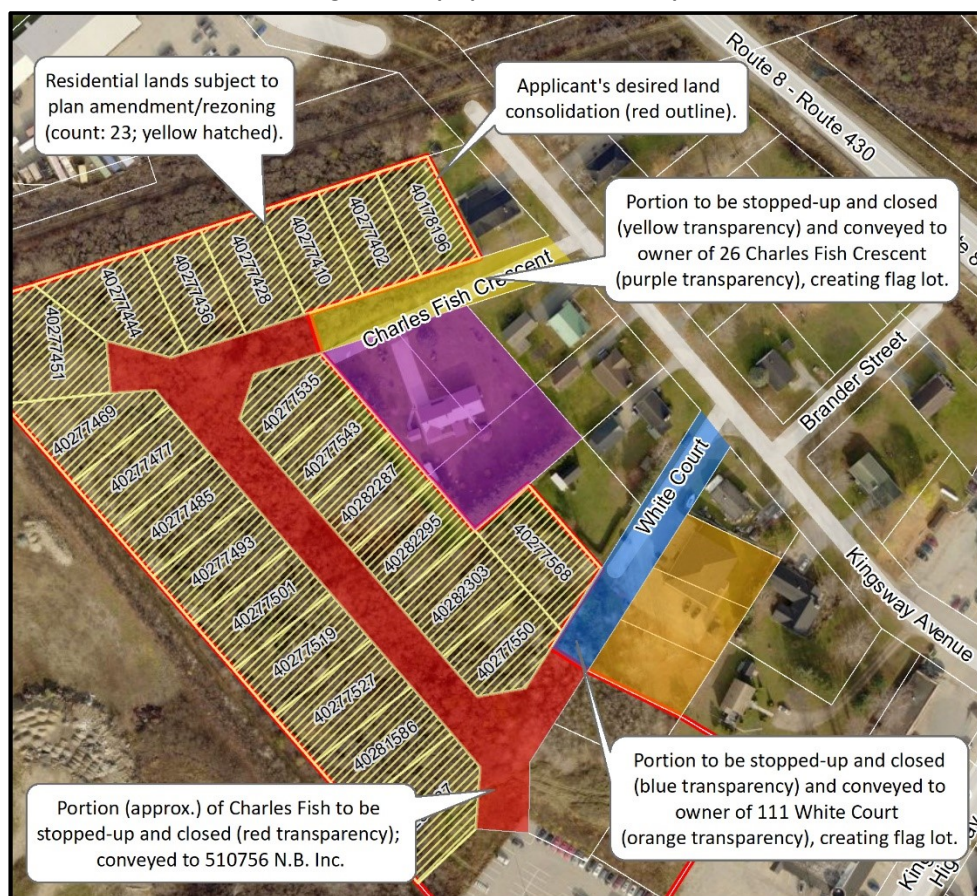 Residential lands subject to
plan amendment/rezoning
(count: 23; yellow hatched).
Applicant's desired land
consolidation (red outline).
Route 8 - Route 430
Portion to be stopped-up and closed
(yellow transparency) and conveyed to
owner of 26 Charles Fish Crescent
(purple transparency), creating flag lot.
40178196
40277402
40277410
40277428
40277436
40277444
40277451
Charles Fish Crescent
Brander Street
40277535
40277469
40277543
40277477
40282287
White Court
40277485
40282295
40277568
40277493
40282303
Kingsway Avenue
40277501
40277550
40277519
40277527
40281586
Portion (approx.) of Charles Fish to be
stopped-up and closed (red transparency);
conveyed to 510756 N.B. Inc.
Portion to be stopped-up and closed
(blue transparency) and conveyed to
owner of 111 White Court
(orange transparency), creating flag lot.